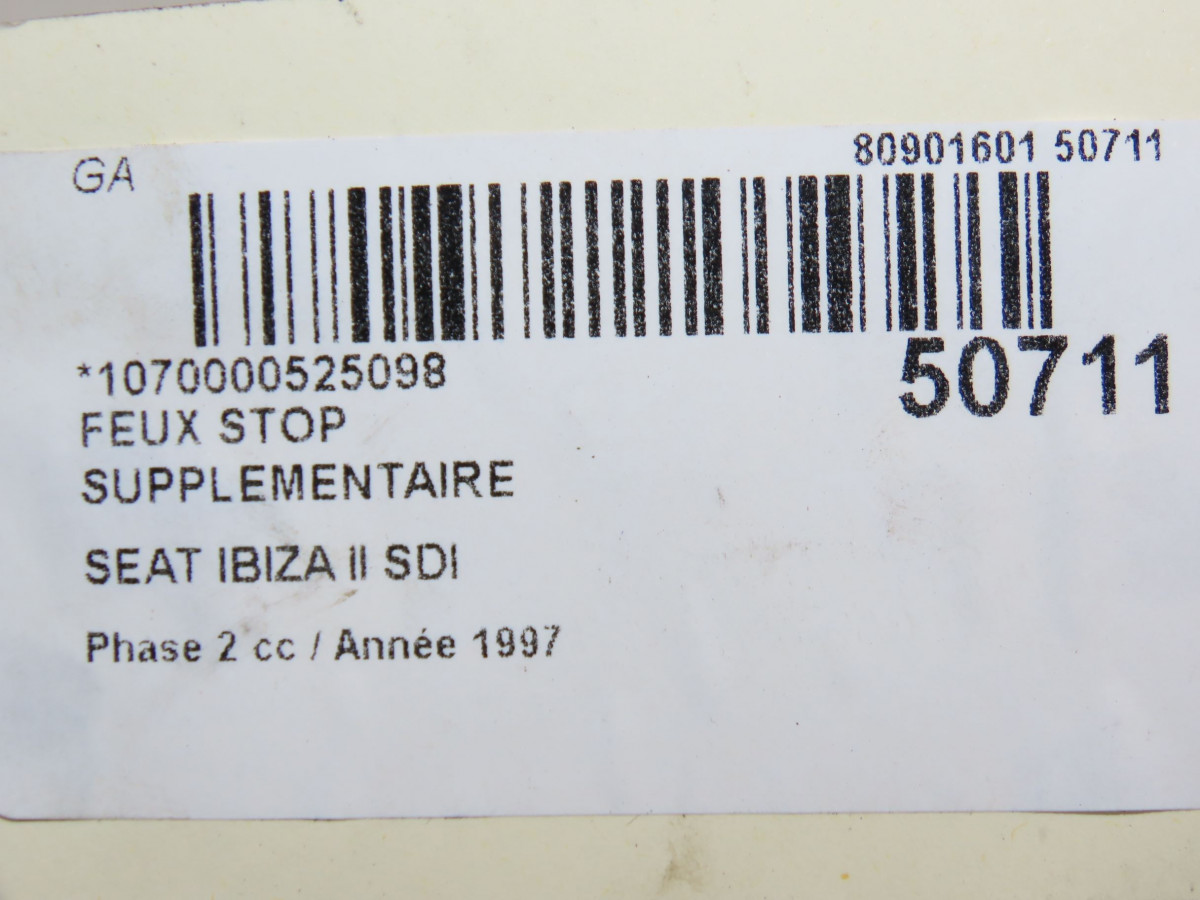 GA
80901601 50711
50711
*1070000525098
FEUX STOP
SUPPLEMENTAIRE
SEAT IBIZA II SDI
Phase 2 cc / Année 1997